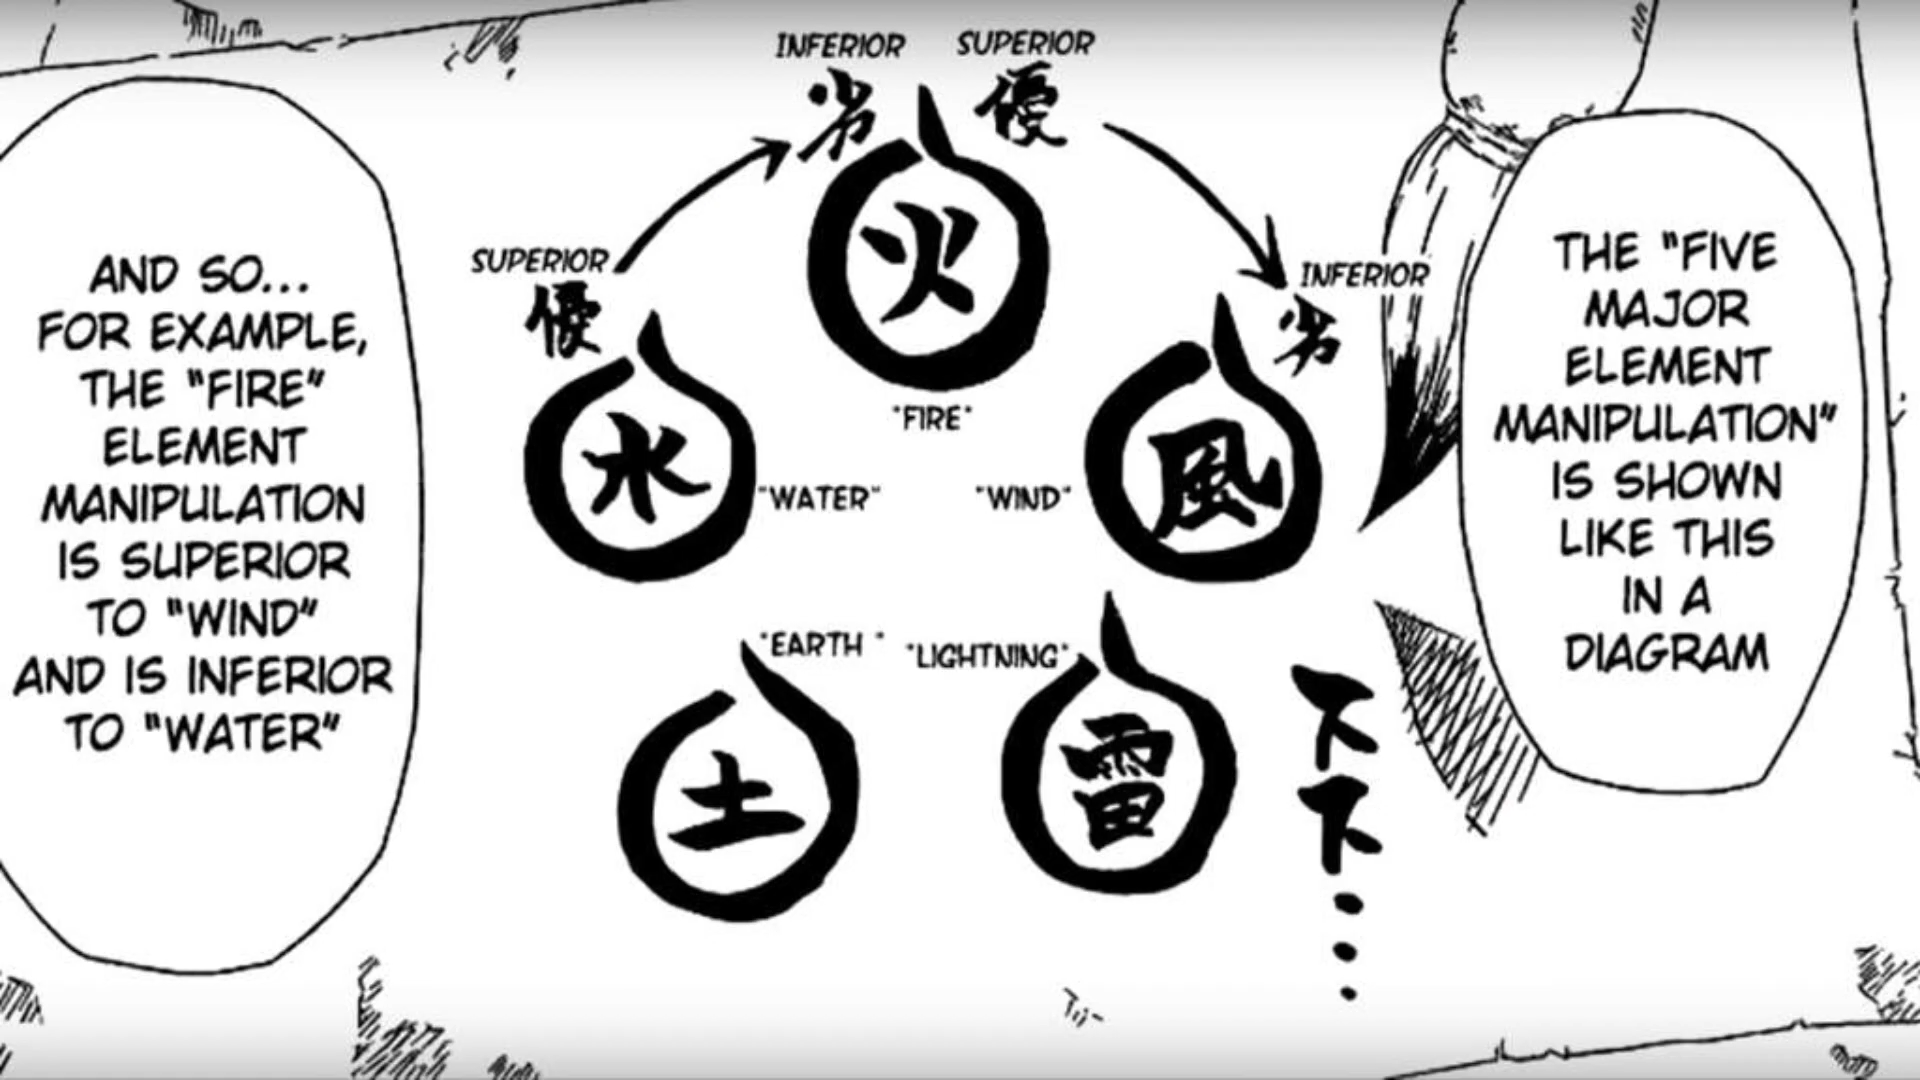 THE "FIVE
MAJOR
ELEMENT
MANIPULATION"
IS SHOWN
LIKE THIS
IN A
DIAGRAM
INFERIOR
SUPERIOR
劣
優
火
"FIRE"
SUPERIOR
優
水
"WATER"
INFERIOR
劣
風
"WIND"
"EARTH"
土
"LIGHTNING"
雷
下
下
AND SO...
FOR EXAMPLE,
THE "FIRE"
ELEMENT
MANIPULATION
IS SUPERIOR
TO "WIND"
AND IS INFERIOR
TO "WATER"